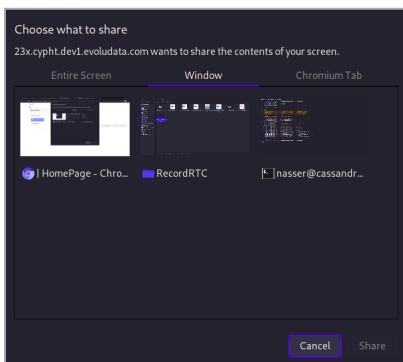 Choose what to share
23x.cypht.dev1.evoludata.com wants to share the contents of your screen.
Entire Screen Window Chromium Tab
| HomePage - Chro... RecordRTC nasser@cassandr...
Cancel Share